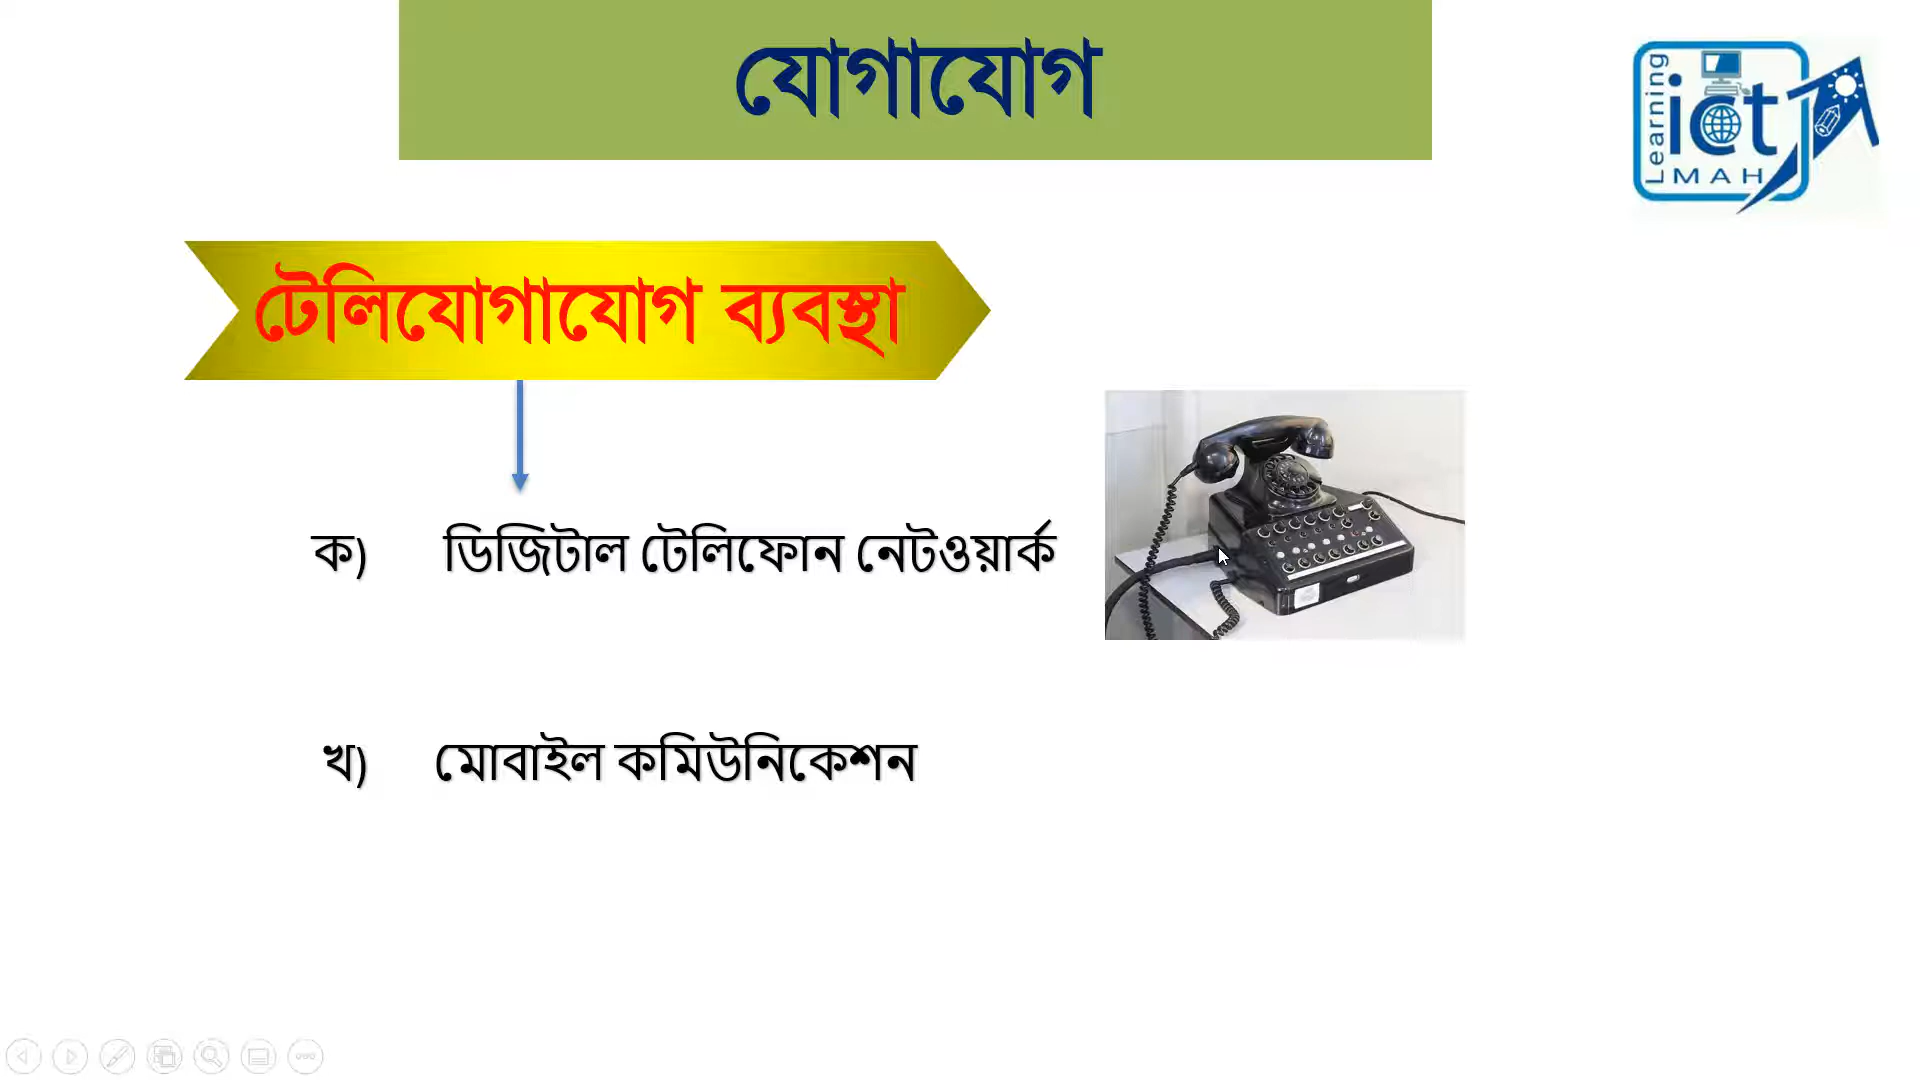 যোগাযোগ
Learning
ict
LMAH
টেলিযোগাযোগ ব্যবস্থা
ক) ডিজিটাল টেলিফোন নেটওয়ার্ক
খ) মোবাইল কমিউনিকেশন